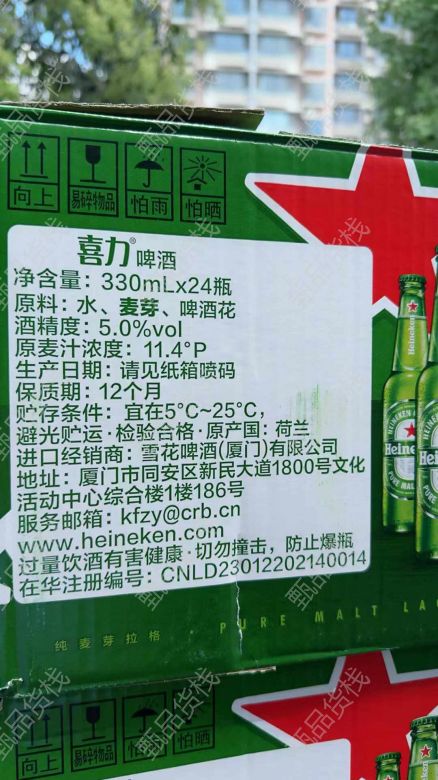 向上 易碎物品 怕雨 怕晒
喜力 啤酒
净含量：330mLx24瓶
原料：水、麦芽、啤酒花
酒精度：5.0%vol
原麦汁浓度：11.4°P
生产日期：请见纸箱喷码
保质期：12个月
贮存条件：宜在5°C~25°C，
避光贮运·检验合格·原产国：荷兰
进口经销商：雪花啤酒(厦门)有限公司
地址：厦门市同安区新民大道1800号文化
活动中心综合楼1楼186号
服务邮箱：kfzy@crb.cn
www.heineken.com
过量饮酒有害健康·切勿撞击，防止爆瓶
在华注册编号：CNLD23012202140014
Heineken
纯麦芽拉格
PURE MALT LA
向上 易碎物品 怕雨 怕晒
甄品货栈